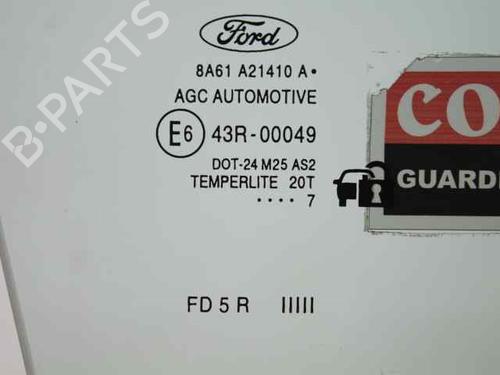 B-PARTS
Ford
8A61 A21410 A•
AGC AUTOMOTIVE
E6 43R-00049
DOT-24 M25 AS2
TEMPERLITE 20T
•••• 7
FD 5 R IIIII
CO
GUARDI